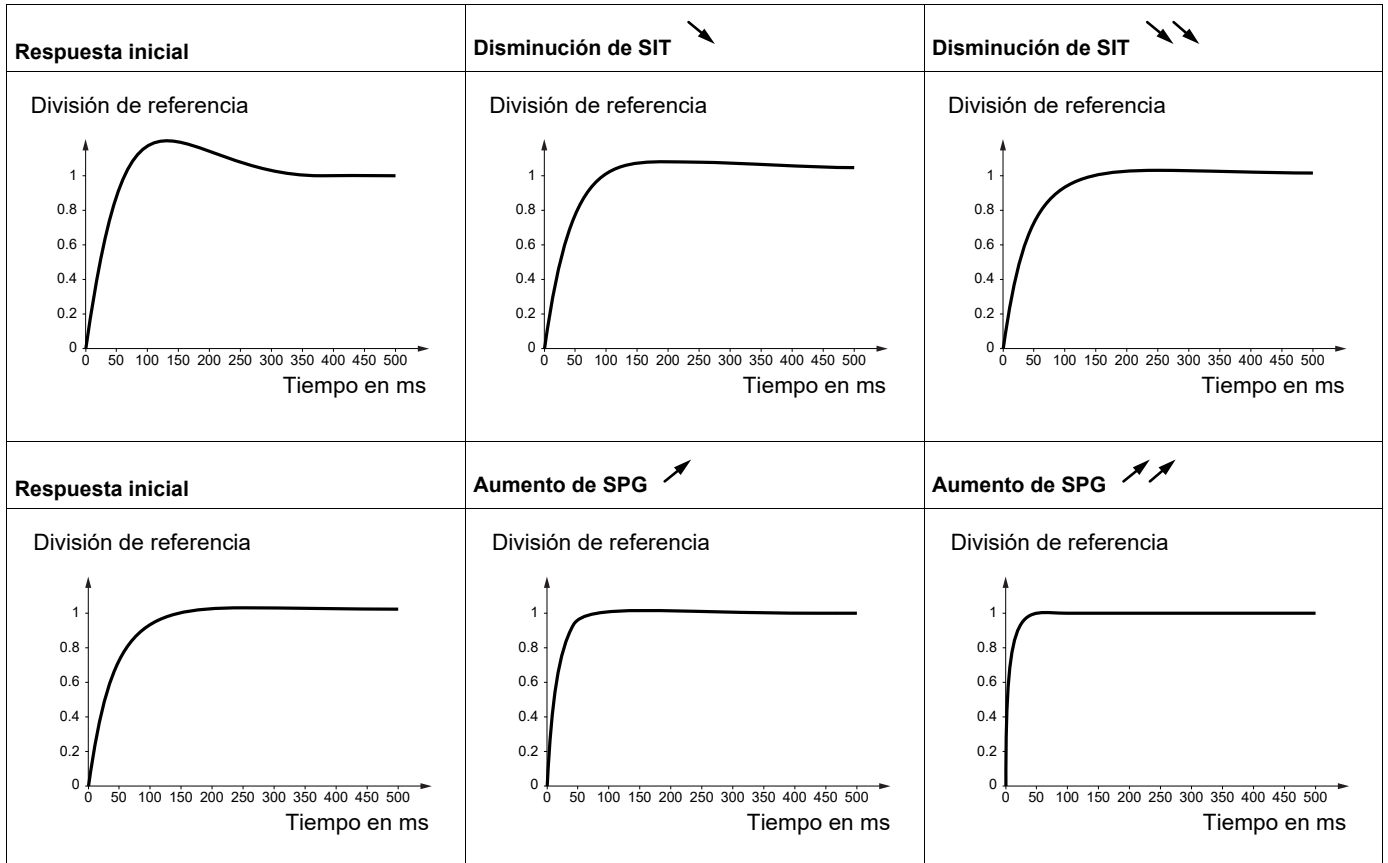 Respuesta inicial
Disminución de SIT
Disminución de SIT
División de referencia
1
0.8
0.6
0.4
0.2
0
0 50 100 150 200 250 300 350 400 450 500
Tiempo en ms
División de referencia
1
0.8
0.6
0.4
0.2
0
0 50 100 150 200 250 300 350 400 450 500
Tiempo en ms
División de referencia
1
0.8
0.6
0.4
0.2
0
0 50 100 150 200 250 300 350 400 450 500
Tiempo en ms
Respuesta inicial
Aumento de SPG
Aumento de SPG
División de referencia
1
0.8
0.6
0.4
0.2
0
0 50 100 150 200 250 300 350 400 450 500
Tiempo en ms
División de referencia
1
0.8
0.6
0.4
0.2
0
0 50 100 150 200 250 300 350 400 450 500
Tiempo en ms
División de referencia
1
0.8
0.6
0.4
0.2
0
0 50 100 150 200 250 300 350 400 450 500
Tiempo en ms